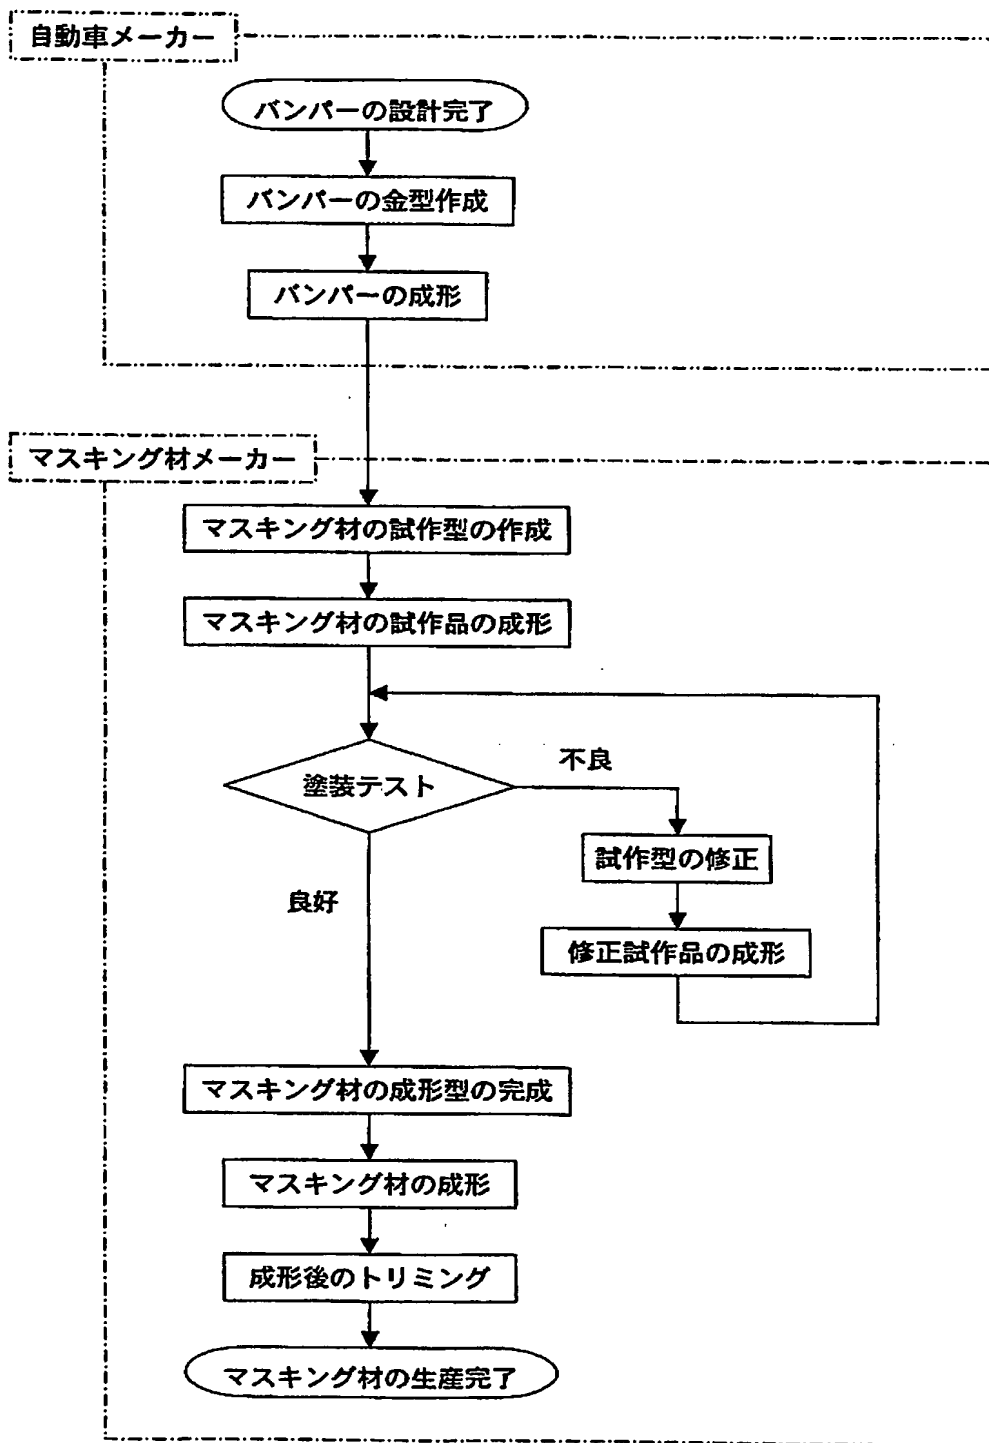 自動車メーカー
バンパーの設計完了
バンパーの金型作成
バンパーの成形
マスキング材メーカー
マスキング材の試作型の作成
マスキング材の試作品の成形
塗装テスト
不良
試作型の修正
良好
修正試作品の成形
マスキング材の成形型の完成
マスキング材の成形
成形後のトリミング
マスキング材の生産完了